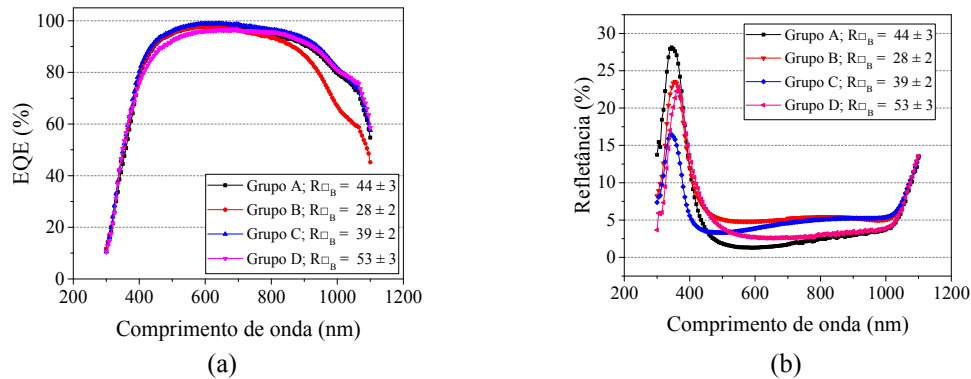 100
80
60
40
20
0
EQE (%)
Grupo A; R□B = 44 ± 3
Grupo B; R□B = 28 ± 2
Grupo C; R□B = 39 ± 2
Grupo D; R□B = 53 ± 3
200 400 600 800 1000 1200
Comprimento de onda (nm)
(a)
30
25
20
15
10
5
0
Refletância (%)
Grupo A; R□B = 44 ± 3
Grupo B; R□B = 28 ± 2
Grupo C; R□B = 39 ± 2
Grupo D; R□B = 53 ± 3
200 400 600 800 1000 1200
Comprimento de onda (nm)
(b)